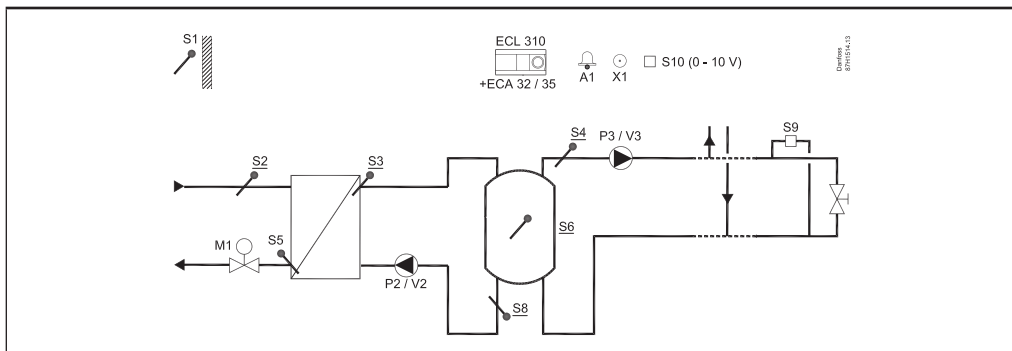 S1
ECL 310
+ECA 32 / 35
A1
X1
S10 (0 - 10 V)
Danfoss
87H1514.13
S2
S3
S4
P3 / V3
S9
S6
M1
S5
P2 / V2
S8